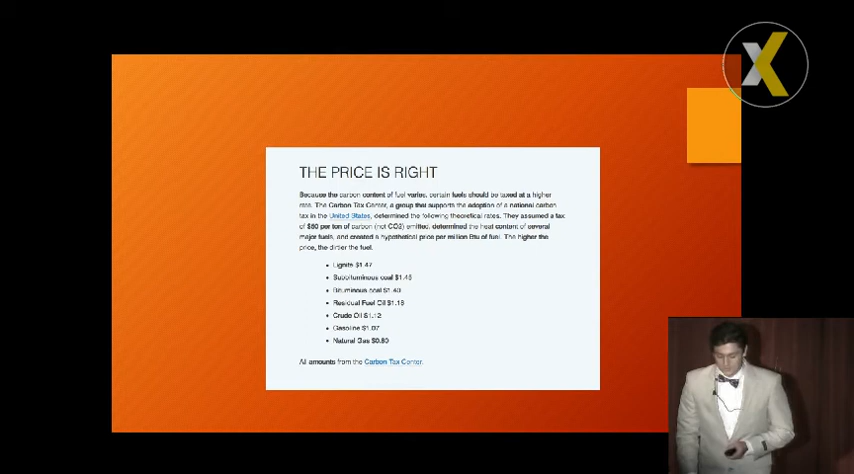 THE PRICE IS RIGHT
Because the carbon content of fuel varies, certain fuels should be taxed at a higher
rate. The Carbon Tax Center, a group that supports the adoption of a national carbon
tax in the United States, determined the following theoretical rates. They assumed a tax
of $50 per ton of carbon (not CO2) emitted, determined the heat content of several
major fuels, and created a hypothetical price per million Btu of fuel. The higher the
price, the dirtier the fuel.
• Lignite $1.47
• Subbituminous coal $1.45
• Bituminous coal $1.40
• Residual Fuel Oil $1.18
• Crude Oil $1.12
• Gasoline $1.07
• Natural Gas $0.80
All amounts from the Carbon Tax Center.
X